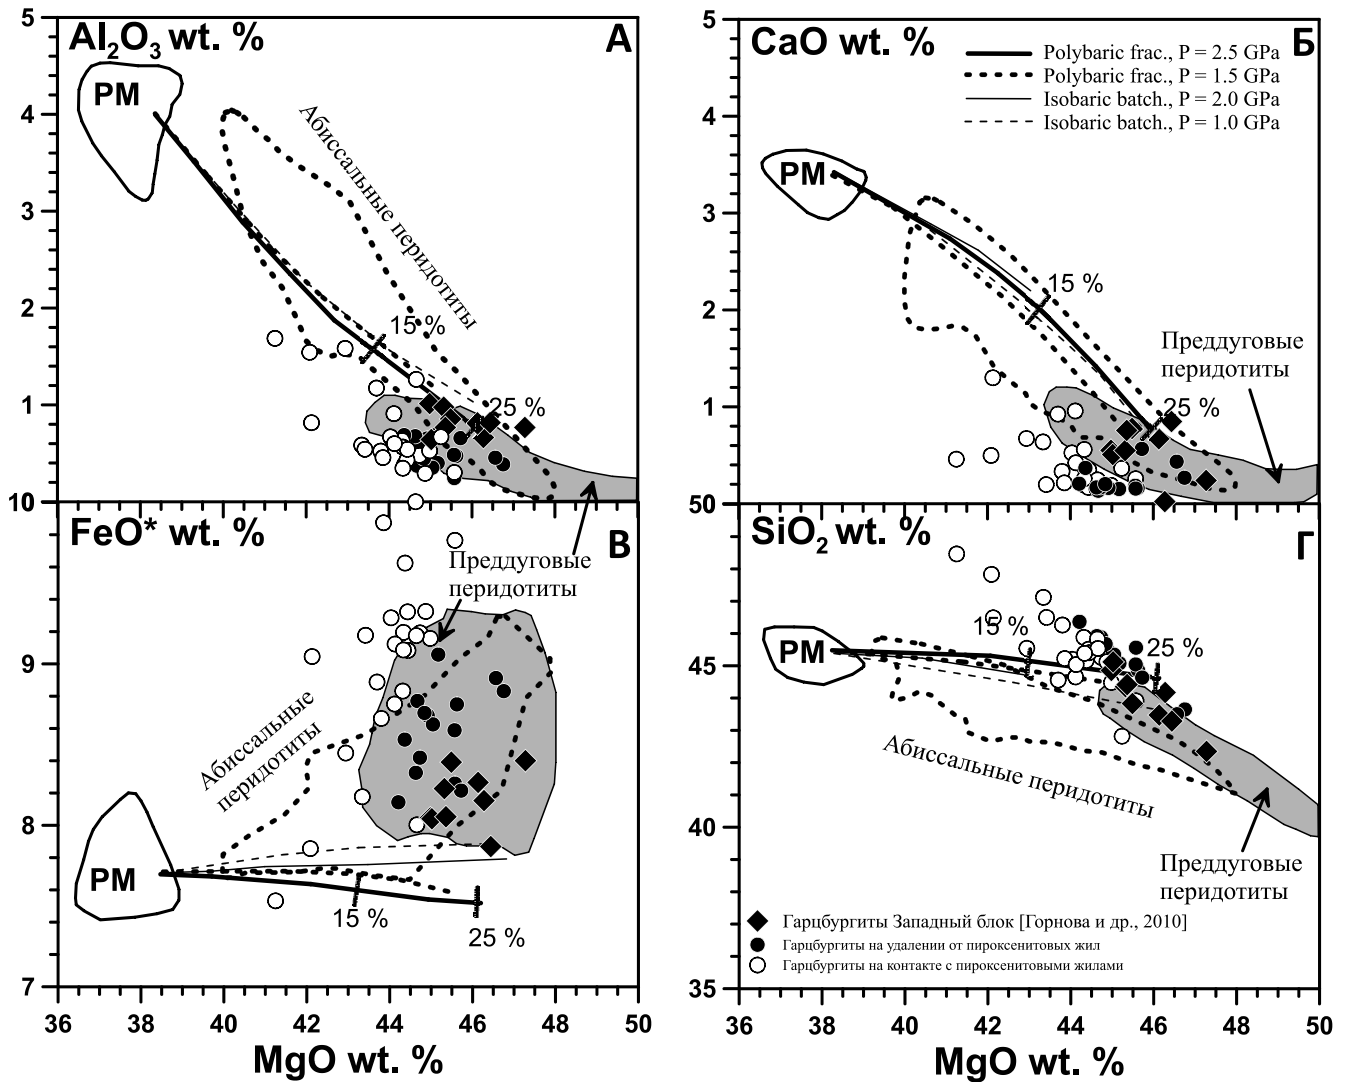 Al2O3 wt. %
А
5
4
3
2
1
10
PM
Абиссальные перидотиты
15 %
25 %
CaO wt. %
Б
5
4
3
2
1
50
Polybaric frac., P = 2.5 GPa
Polybaric frac., P = 1.5 GPa
Isobaric batch., P = 2.0 GPa
Isobaric batch., P = 1.0 GPa
PM
15 %
25 %
Преддуговые
перидотиты
FeO* wt. %
В
9
8
7
Преддуговые
перидотиты
Абиссальные
перидотиты
PM
15 %
25 %
36 38 40 42 44 46 48 50
MgO wt. %
SiO2 wt. %
Г
45
40
35
PM
15 %
25 %
Абиссальные перидотиты
Преддуговые
перидотиты
Гарцбургиты Западный блок [Горнова и др., 2010]
Гарцбургиты на удалении от пироксенитовых жил
Гарцбургиты на контакте с пироксенитовыми жилами
36 38 40 42 44 46 48 50
MgO wt. %